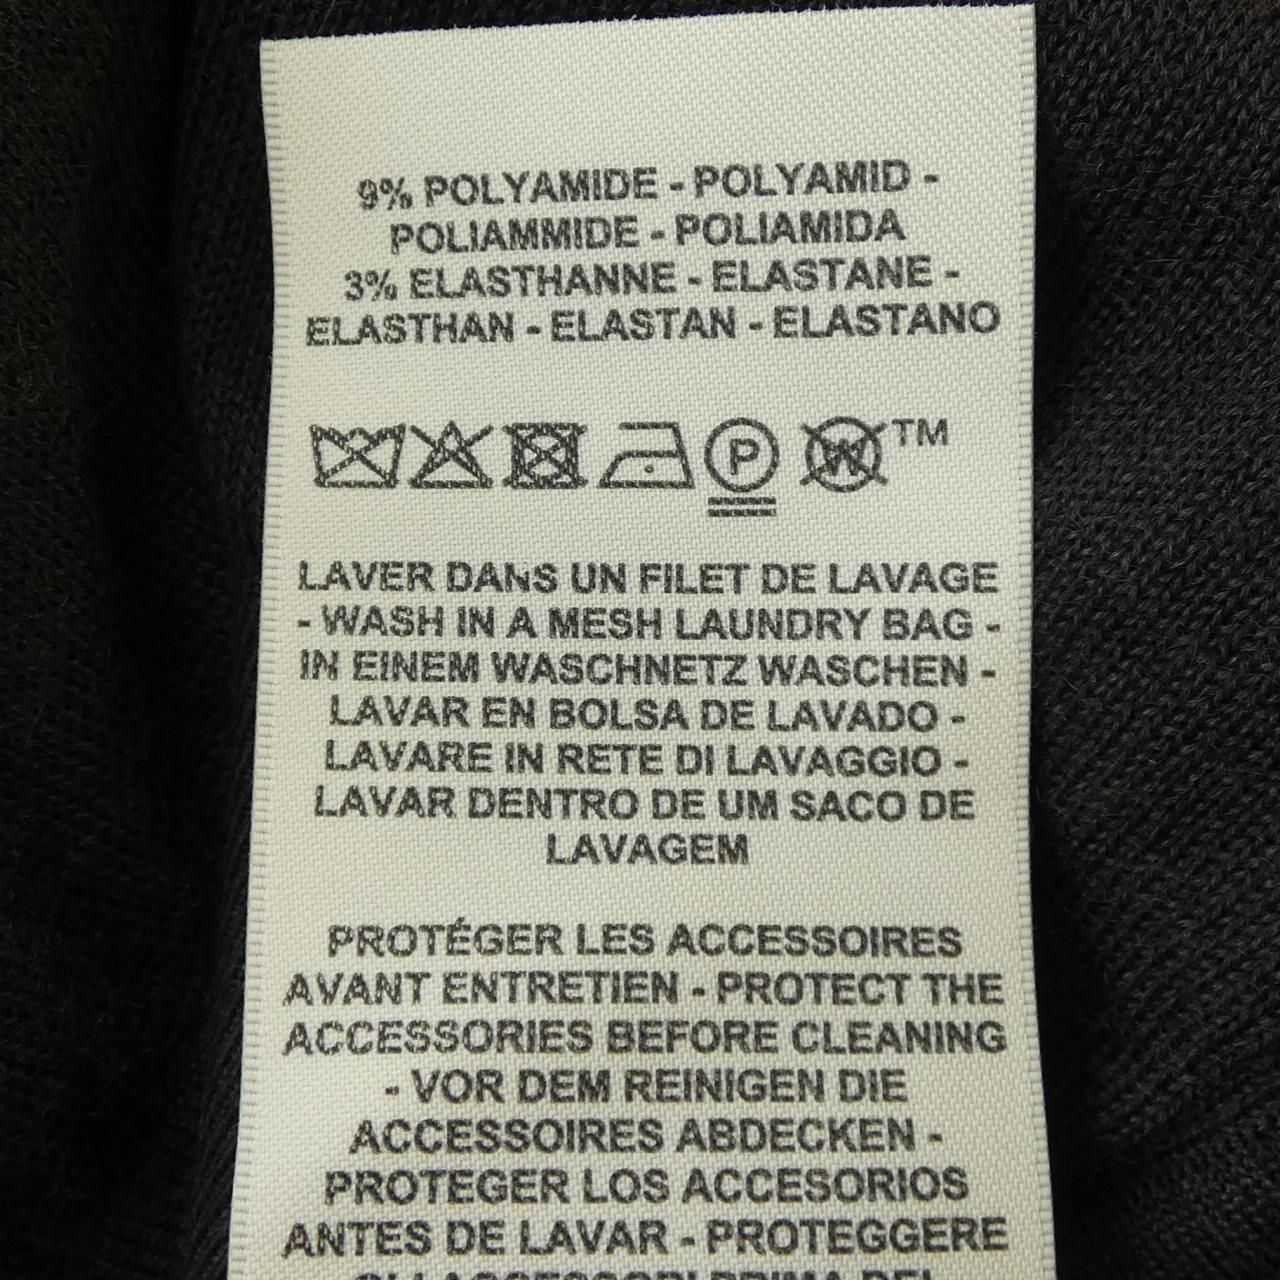 9% POLYAMIDE - POLYAMID -
POLIAMMIDE - POLIAMIDA
3% ELASTHANNE - ELASTANE -
ELASTHAN - ELASTAN - ELASTANO
P W TM
LAVER DANS UN FILET DE LAVAGE
- WASH IN A MESH LAUNDRY BAG -
IN EINEM WASCHNETZ WASCHEN -
LAVAR EN BOLSA DE LAVADO -
LAVARE IN RETE DI LAVAGGIO -
LAVAR DENTRO DE UM SACO DE
LAVAGEM
PROTÉGER LES ACCESSOIRES
AVANT ENTRETIEN - PROTECT THE
ACCESSORIES BEFORE CLEANING
- VOR DEM REINIGEN DIE
ACCESSOIRES ABDECKEN -
PROTEGER LOS ACCESORIOS
ANTES DE LAVAR - PROTEGGERE